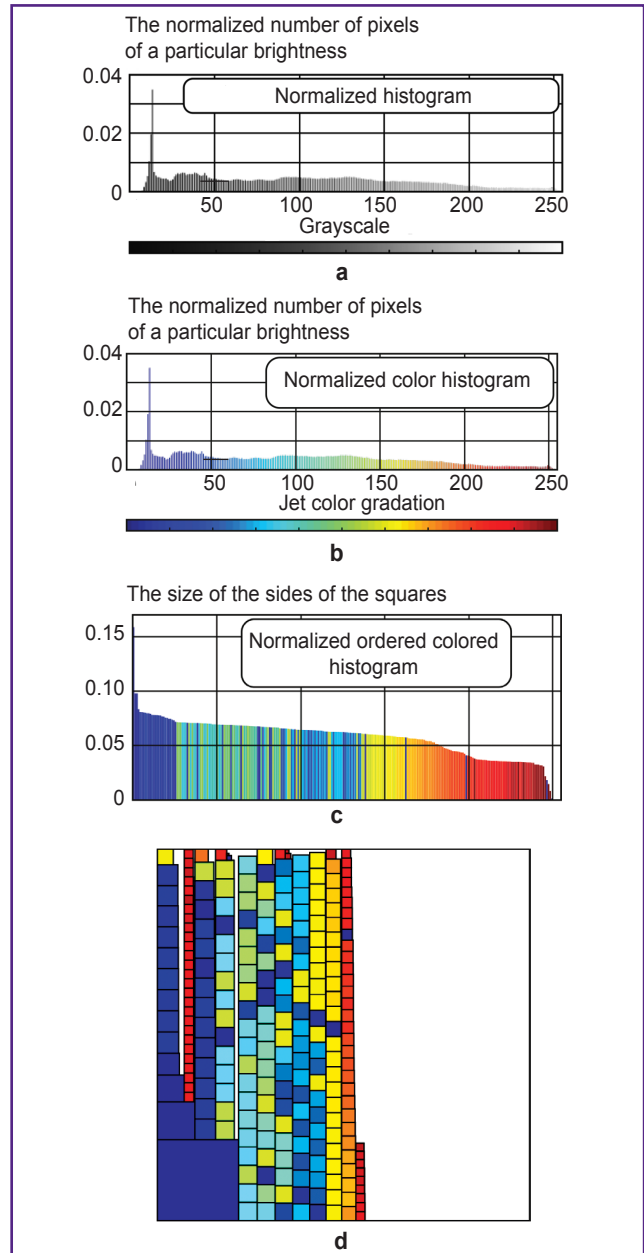 The normalized number of pixels
of a particular brightness
0.04
Normalized histogram
0.02
0
50 100 150 200 250
Grayscale
a
The normalized number of pixels
of a particular brightness
0.04
Normalized color histogram
0.02
0
50 100 150 200 250
Jet color gradation
b
The size of the sides of the squares
0.15
Normalized ordered colored
histogram
0.10
0.05
0
c
d